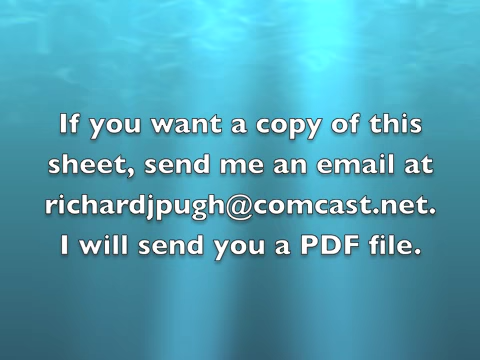 If you want a copy of this
sheet, send me an email at
richardjpugh@comcast.net.
I will send you a PDF file.